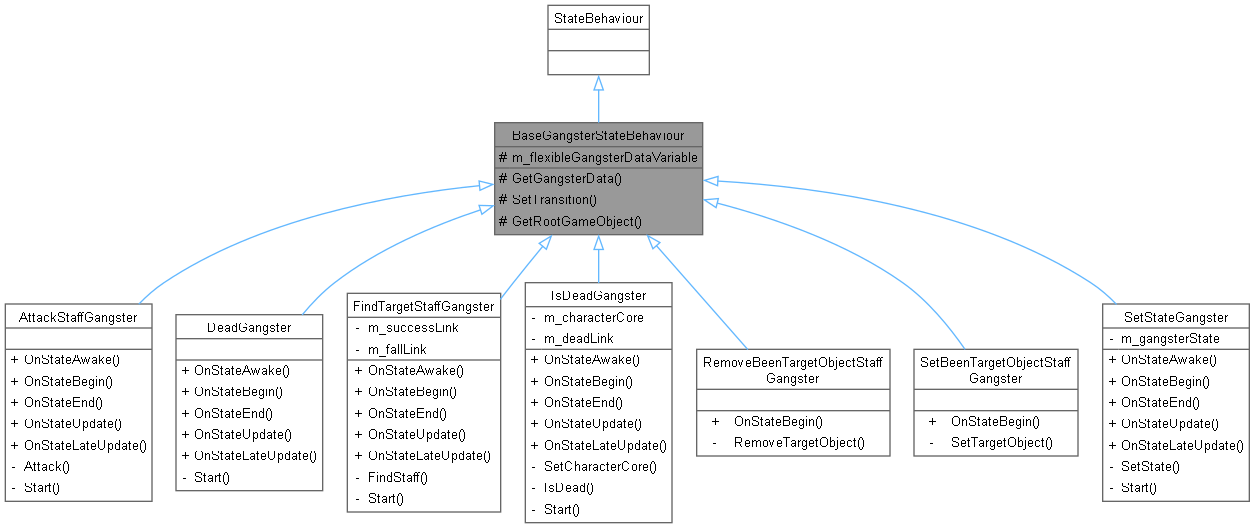 StateBehaviour
BaseGangsterStateBehaviour
# m_flexibleGangsterDataVariable
# GetGangsterData()
# SetTransition()
# GetRootGameObject()
AttackStaffGangster
+ OnStateAwake()
+ OnStateBegin()
+ OnStateEnd()
+ OnStateUpdate()
+ OnStateLateUpdate()
- Attack()
- Start()
DeadGangster
+ OnStateAwake()
+ OnStateBegin()
+ OnStateEnd()
+ OnStateUpdate()
+ OnStateLateUpdate()
- Start()
FindTargetStaffGangster
- m_successLink
- m_failLink
+ OnStateAwake()
+ OnStateBegin()
+ OnStateEnd()
+ OnStateUpdate()
+ OnStateLateUpdate()
- FindStaff()
- Start()
IsDeadGangster
- m_characterCore
- m_deadLink
+ OnStateAwake()
+ OnStateBegin()
+ OnStateEnd()
+ OnStateUpdate()
+ OnStateLateUpdate()
- SetCharacterCore()
- IsDead()
- Start()
RemoveBeenTargetObjectStaff
Gangster
+ OnStateBegin()
- RemoveTargetObject()
SetBeenTargetObjectStaff
Gangster
+ OnStateBegin()
- SetTargetObject()
SetStateGangster
- m_gangsterState
+ OnStateAwake()
+ OnStateBegin()
+ OnStateEnd()
+ OnStateUpdate()
+ OnStateLateUpdate()
- SetState()
- Start()